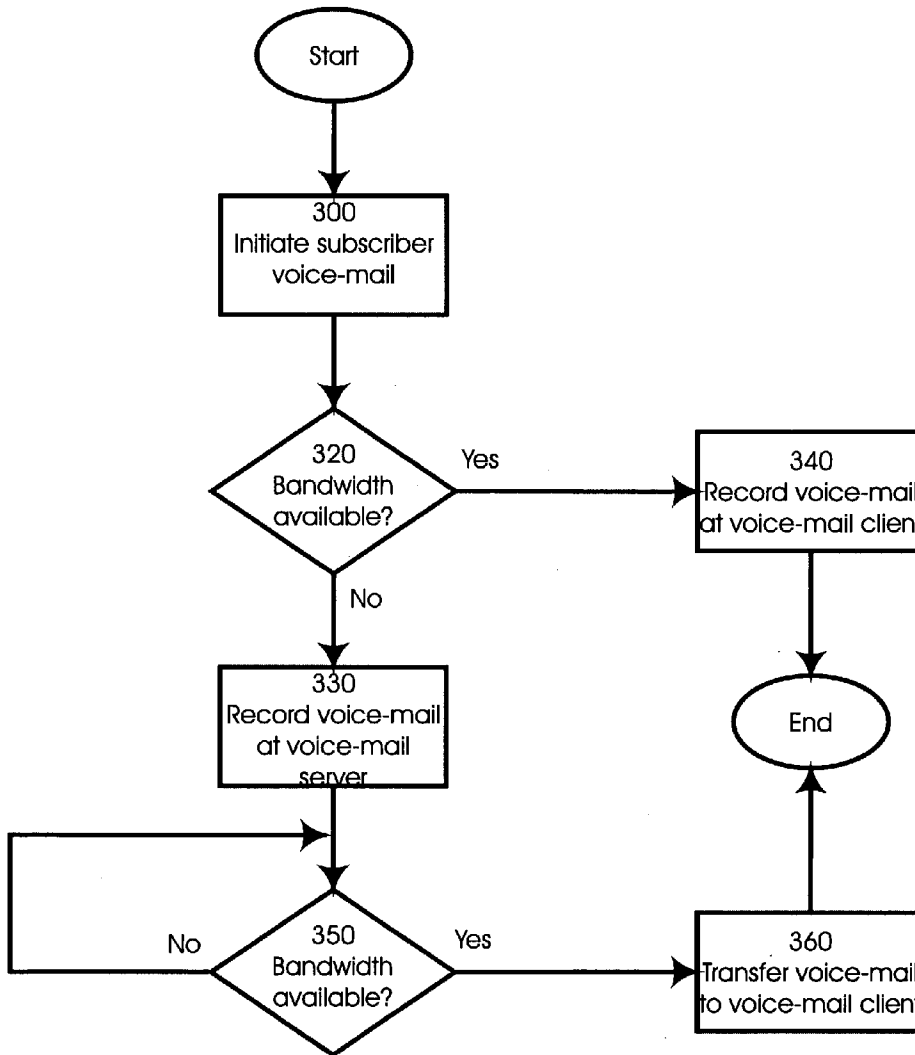 Start
300
Initiate subscriber
voice-mail
320
Bandwidth
available?
Yes
No
340
Record voice-mail
at voice-mail clien
330
Record voice-mail
at voice-mail
server
End
350
Bandwidth
available?
No
Yes
360
Transfer voice-mail
to voice-mail clien